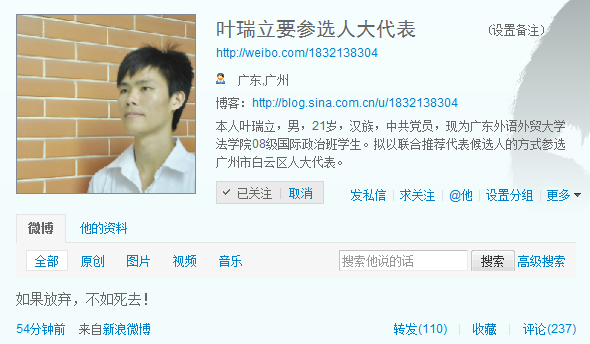 叶瑞立要参选人大代表 （设置备注）
http://weibo.com/1832138304
广东,广州
博客：http://blog.sina.com.cn/u/1832138304
本人叶瑞立，男，21岁，汉族，中共党员，现为广东外语外贸大学
法学院08级国际政治班学生。拟以联合推荐代表候选人的方式参选
广州市白云区人大代表。
已关注 | 取消 发私信 | 求关注 | @他 | 设置分组 | 更多
微博 他的资料
全部 原创 图片 视频 音乐 搜索他说的话 搜索 高级搜索
如果放弃，不如死去！
54分钟前 来自新浪微博 转发(110) | 收藏 | 评论(237)